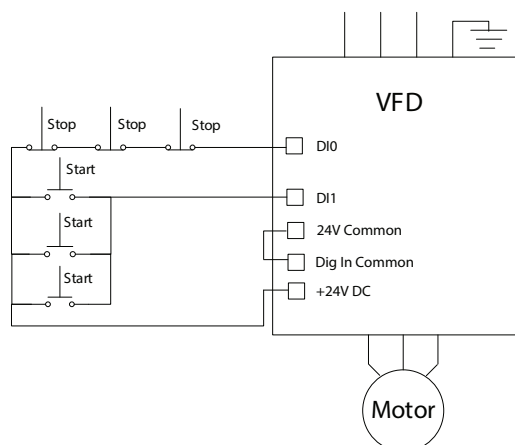 VFD
Stop
Stop
Stop
DI0
Start
DI1
Start
24V Common
Start
Dig In Common
+24V DC
Motor